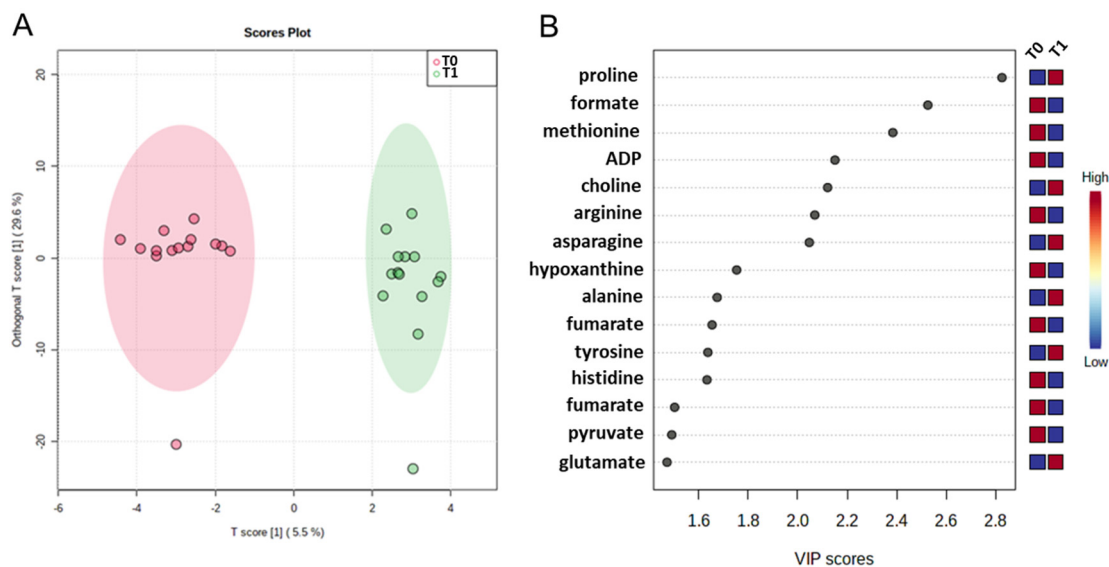 A
Scores Plot
T0
T1
20
10
0
-10
-20
Orthogonal T score [1] ( 29.6 %)
-6
-4
-2
0
2
4
T score [1] ( 5.5 %)
B
T0
T1
proline
formate
methionine
ADP
choline
arginine
asparagine
hypoxanthine
alanine
fumarate
tyrosine
histidine
fumarate
pyruvate
glutamate
1.6
1.8
2.0
2.2
2.4
2.6
2.8
VIP scores
High
Low